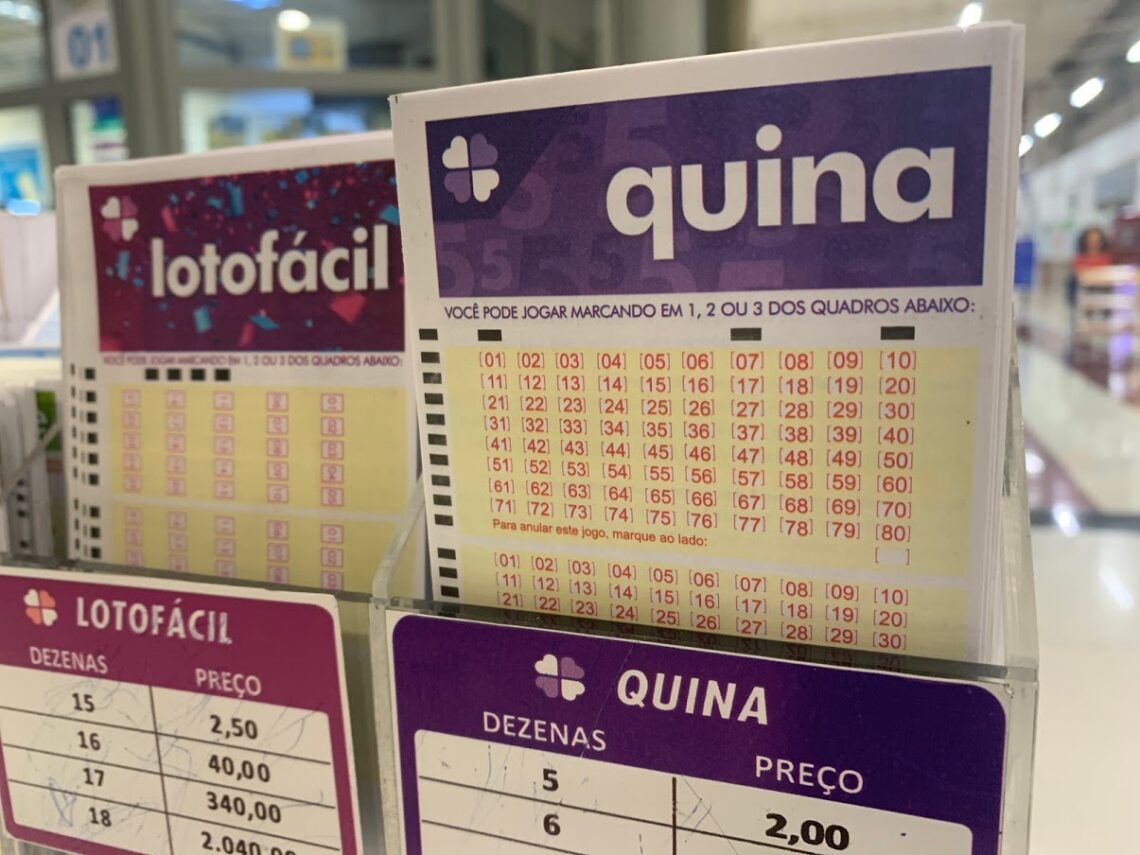 01
lotofácil
VOCÊ PODE JOGAR MARCANDO EM 1, 2 OU 3 DOS QUADROS ABAIXO:
quina
VOCÊ PODE JOGAR MARCANDO EM 1, 2 OU 3 DOS QUADROS ABAIXO:
[01] [02] [03] [04] [05] [06] [07] [08] [09] [10]
[11] [12] [13] [14] [15] [16] [17] [18] [19] [20]
[21] [22] [23] [24] [25] [26] [27] [28] [29] [30]
[31] [32] [33] [34] [35] [36] [37] [38] [39] [40]
[41] [42] [43] [44] [45] [46] [47] [48] [49] [50]
[51] [52] [53] [54] [55] [56] [57] [58] [59] [60]
[61] [62] [63] [64] [65] [66] [67] [68] [69] [70]
[71] [72] [73] [74] [75] [76] [77] [78] [79] [80]
Para anular este jogo, marque ao lado: [ ]
[01] [02] [03] [04] [05] [06] [07] [08] [09] [10]
[11] [12] [13] [14] [15] [16] [17] [18] [19] [20]
[21] [22] [23] [24] [25] [26] [27] [28] [29] [30]
LOTOFÁCIL
DEZENAS PREÇO
15 2,50
16 40,00
17 340,00
18 2.040,00
QUINA
DEZENAS PREÇO
5 2,00
6